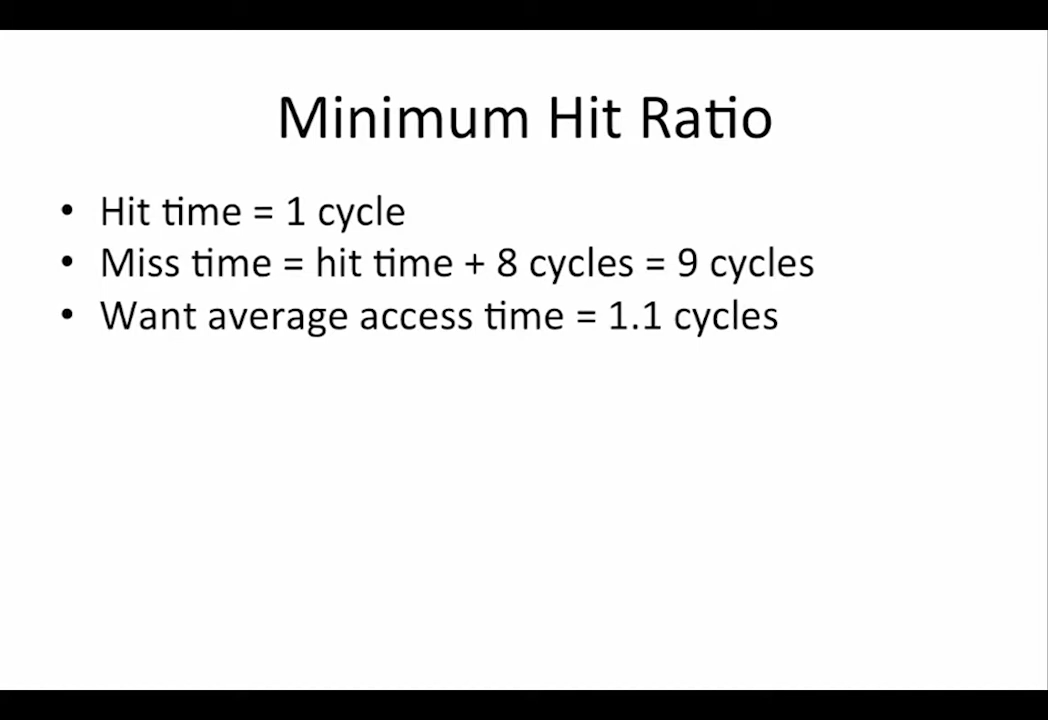 Minimum Hit Ratio
• Hit time = 1 cycle
• Miss time = hit time + 8 cycles = 9 cycles
• Want average access time = 1.1 cycles